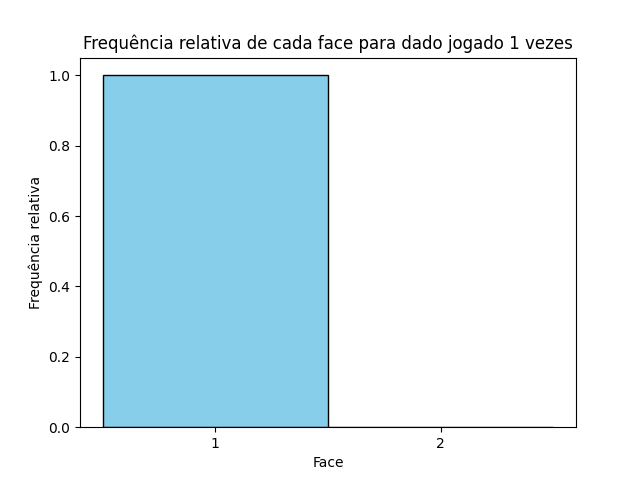 Frequência relativa de cada face para dado jogado 1 vezes
1.0
0.8
0.6
0.4
0.2
0.0
Frequência relativa
1
2
Face